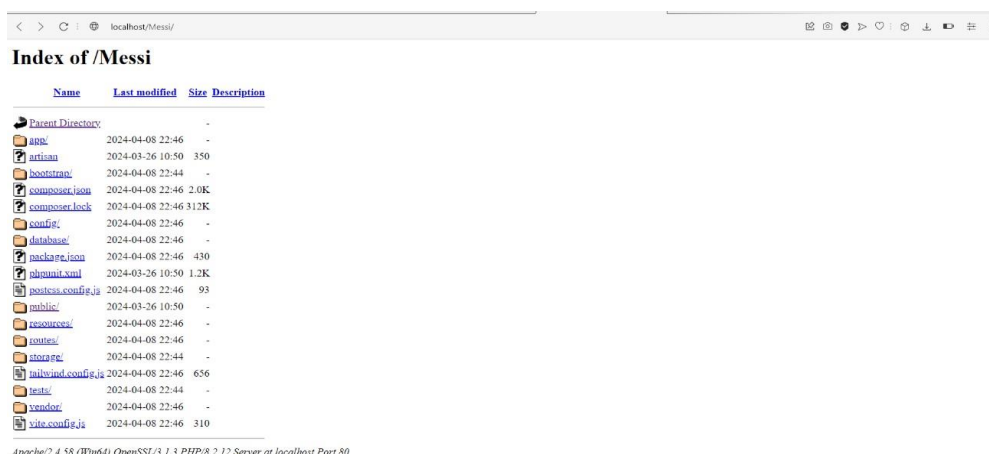 localhost/Messi/
Index of /Messi
Name Last modified Size Description
Parent Directory -
app/ 2024-04-08 22:46 -
artisan 2024-03-26 10:50 350
bootstrap/ 2024-04-08 22:44 -
composer.json 2024-04-08 22:46 2.0K
composer.lock 2024-04-08 22:46 312K
config/ 2024-04-08 22:46 -
database/ 2024-04-08 22:46 -
package.json 2024-04-08 22:46 430
phpunit.xml 2024-03-26 10:50 1.2K
postcss.config.js 2024-04-08 22:46 93
public/ 2024-03-26 10:50 -
resources/ 2024-04-08 22:46 -
routes/ 2024-04-08 22:46 -
storage/ 2024-04-08 22:44 -
tailwind.config.js 2024-04-08 22:46 656
tests/ 2024-04-08 22:44 -
vendor/ 2024-04-08 22:46 -
vite.config.js 2024-04-08 22:46 310
Apache/2.4.58 (Win64) OpenSSL/3.1.3 PHP/8.2.12 Server at localhost Port 80